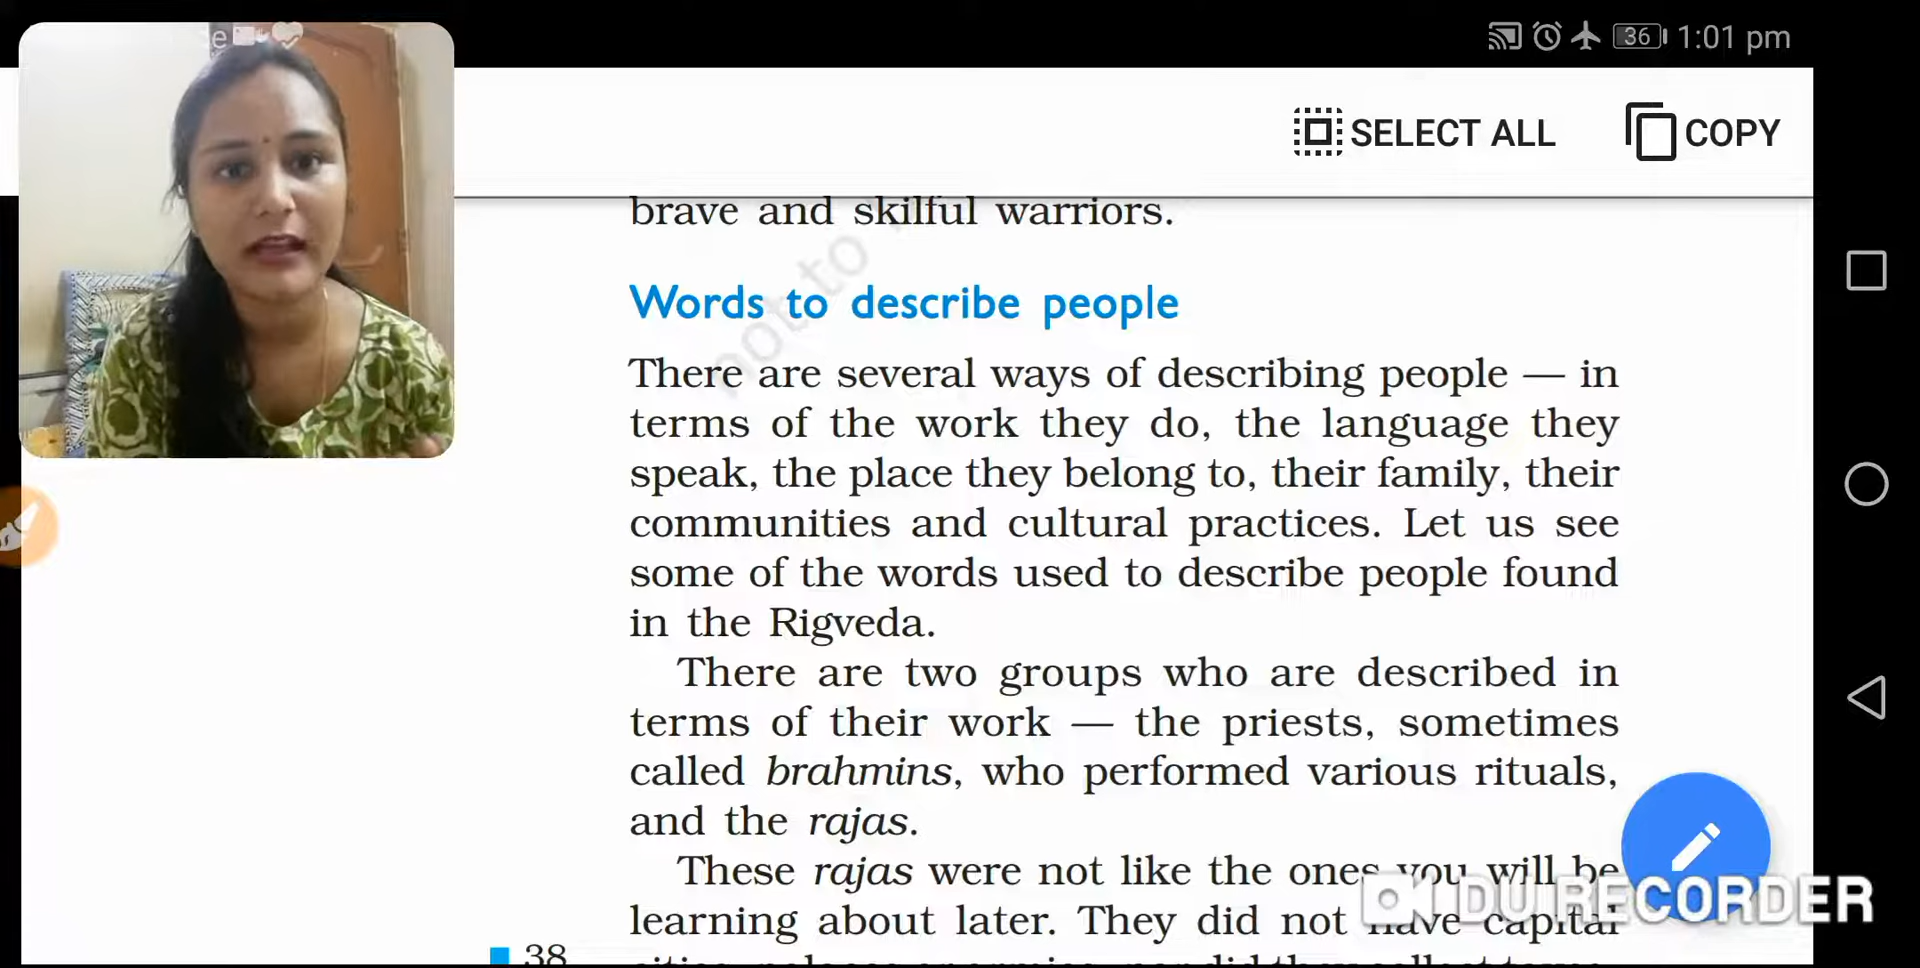 1:01 pm
36
SELECT ALL
COPY
brave and skilful warriors.
not to
Words to describe people
There are several ways of describing people — in
terms of the work they do, the language they
speak, the place they belong to, their family, their
communities and cultural practices. Let us see
some of the words used to describe people found
in the Rigveda.
There are two groups who are described in
terms of their work — the priests, sometimes
called brahmins, who performed various rituals,
and the rajas.
These rajas were not like the ones you will be
learning about later. They did not have capital
38
DU RECORDER